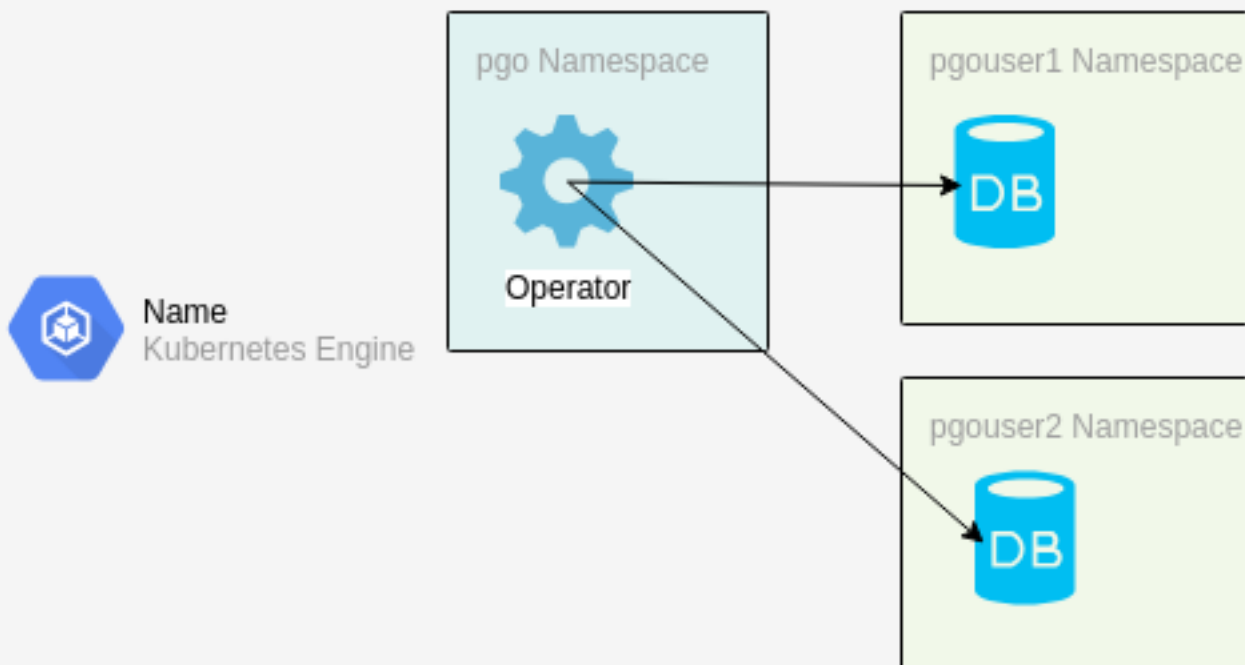 pgo Namespace
pgouser1 Namespace
DB
Operator
Name
Kubernetes Engine
pgouser2 Namespace
DB